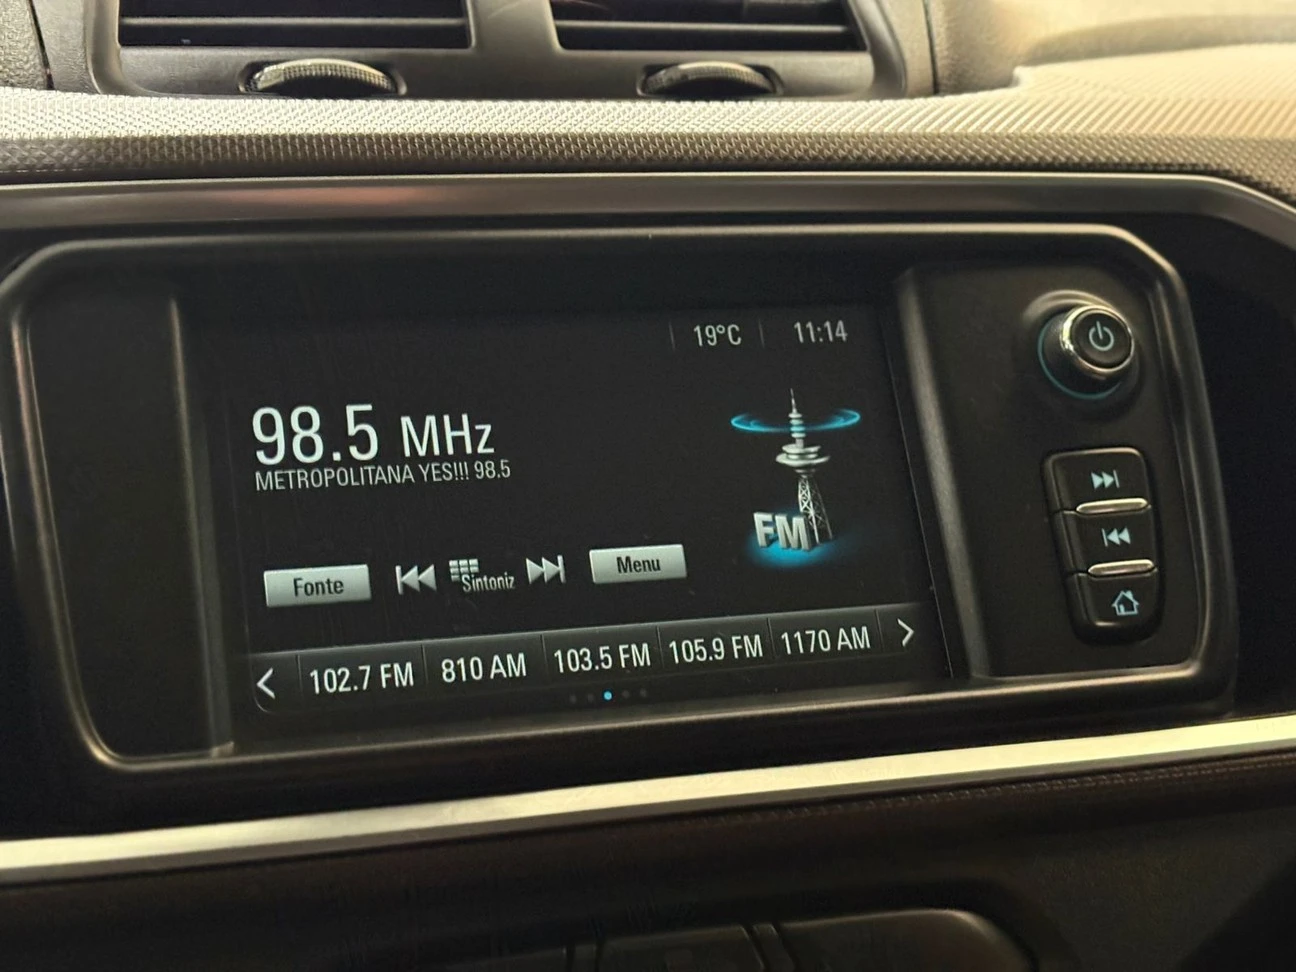 19°C 11:14
98.5 MHz
METROPOLITANA YES!!! 98.5
FM
Fonte Sintoniz Menu
102.7 FM 810 AM 103.5 FM 105.9 FM 1170 AM